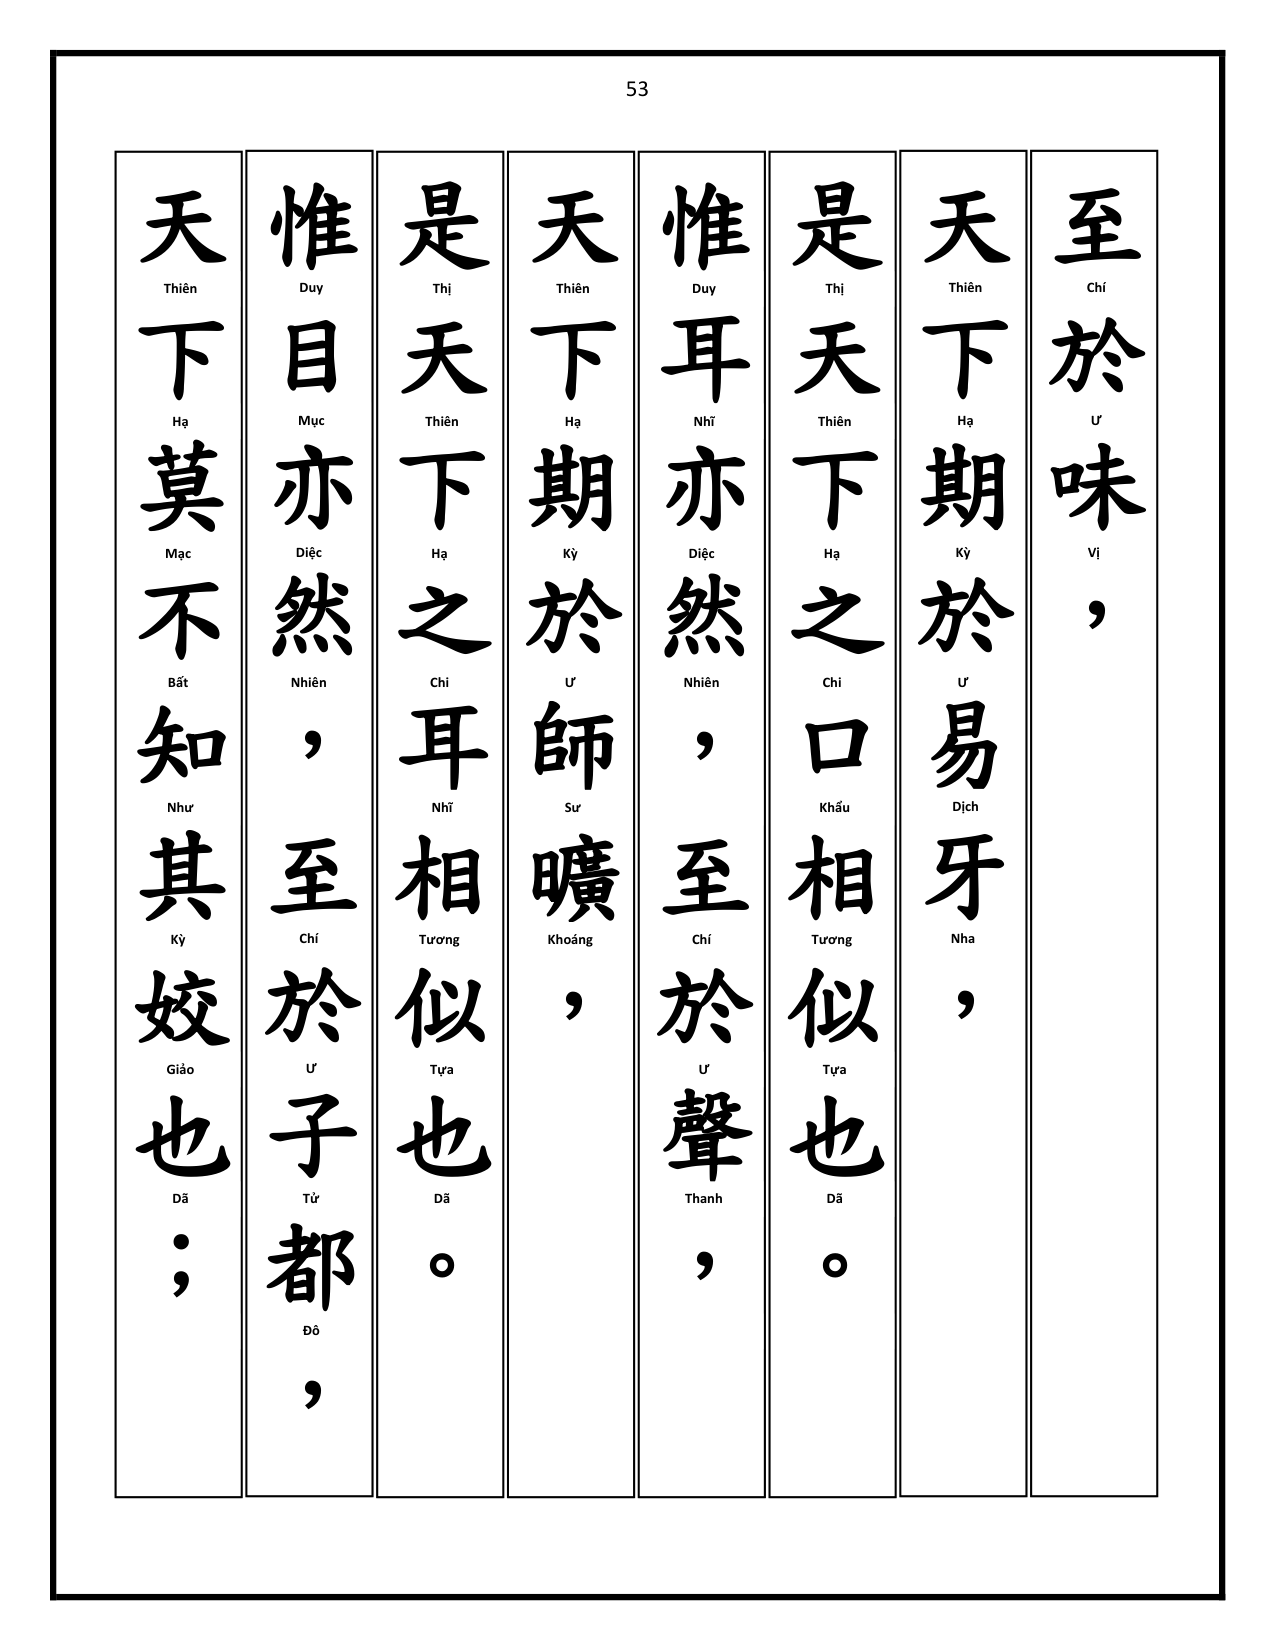 53
至於味，
Chí Ư Vị
天下期於易牙，
Thiên Hạ Kỳ Ư Dịch Nha
是天下之口相似也。
Thị Thiên Hạ Chi Khẩu Tương Tựa Dã
惟耳亦然，至於聲，
Duy Nhĩ Diệc Nhiên Chí Ư Thanh
天下期於師曠，
Thiên Hạ Kỳ Ư Sư Khoáng
是天下之耳相似也。
Thị Thiên Hạ Chi Nhĩ Tương Tựa Dã
惟目亦然，至於子都，
Duy Mục Diệc Nhiên Chí Ư Tử Đô
天下莫不知其姣也；
Thiên Hạ Mạc Bất Như Kỳ Giảo Dã